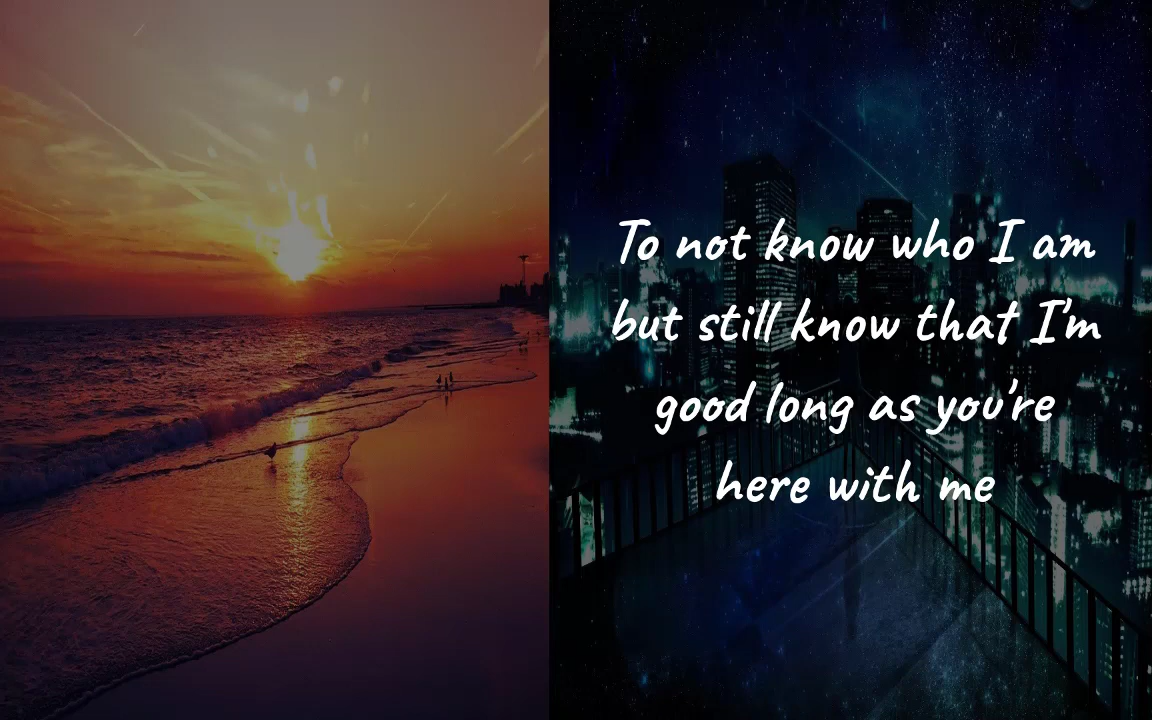 To not know who I am
but still know that I'm
good long as you're
here with me